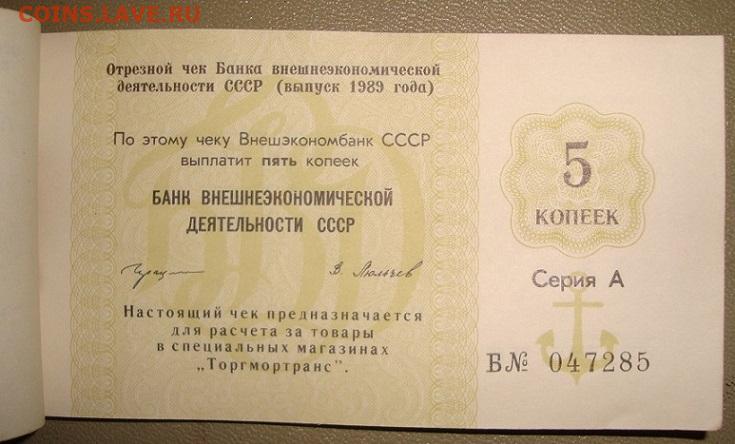 COINS.LAVE.RU
Отрезной чек Банка внешнеэкономической
деятельности СССР (выпуск 1989 года)
По этому чеку Внешэкономбанк СССР
выплатит пять копеек
БАНК ВНЕШНЕЭКОНОМИЧЕСКОЙ
ДЕЯТЕЛЬНОСТИ СССР
В. Люльчев
Настоящий чек предназначается
для расчета за товары
в специальных магазинах
„Торгмортранс".
5
КОПЕЕК
Серия А
Б№ 047285